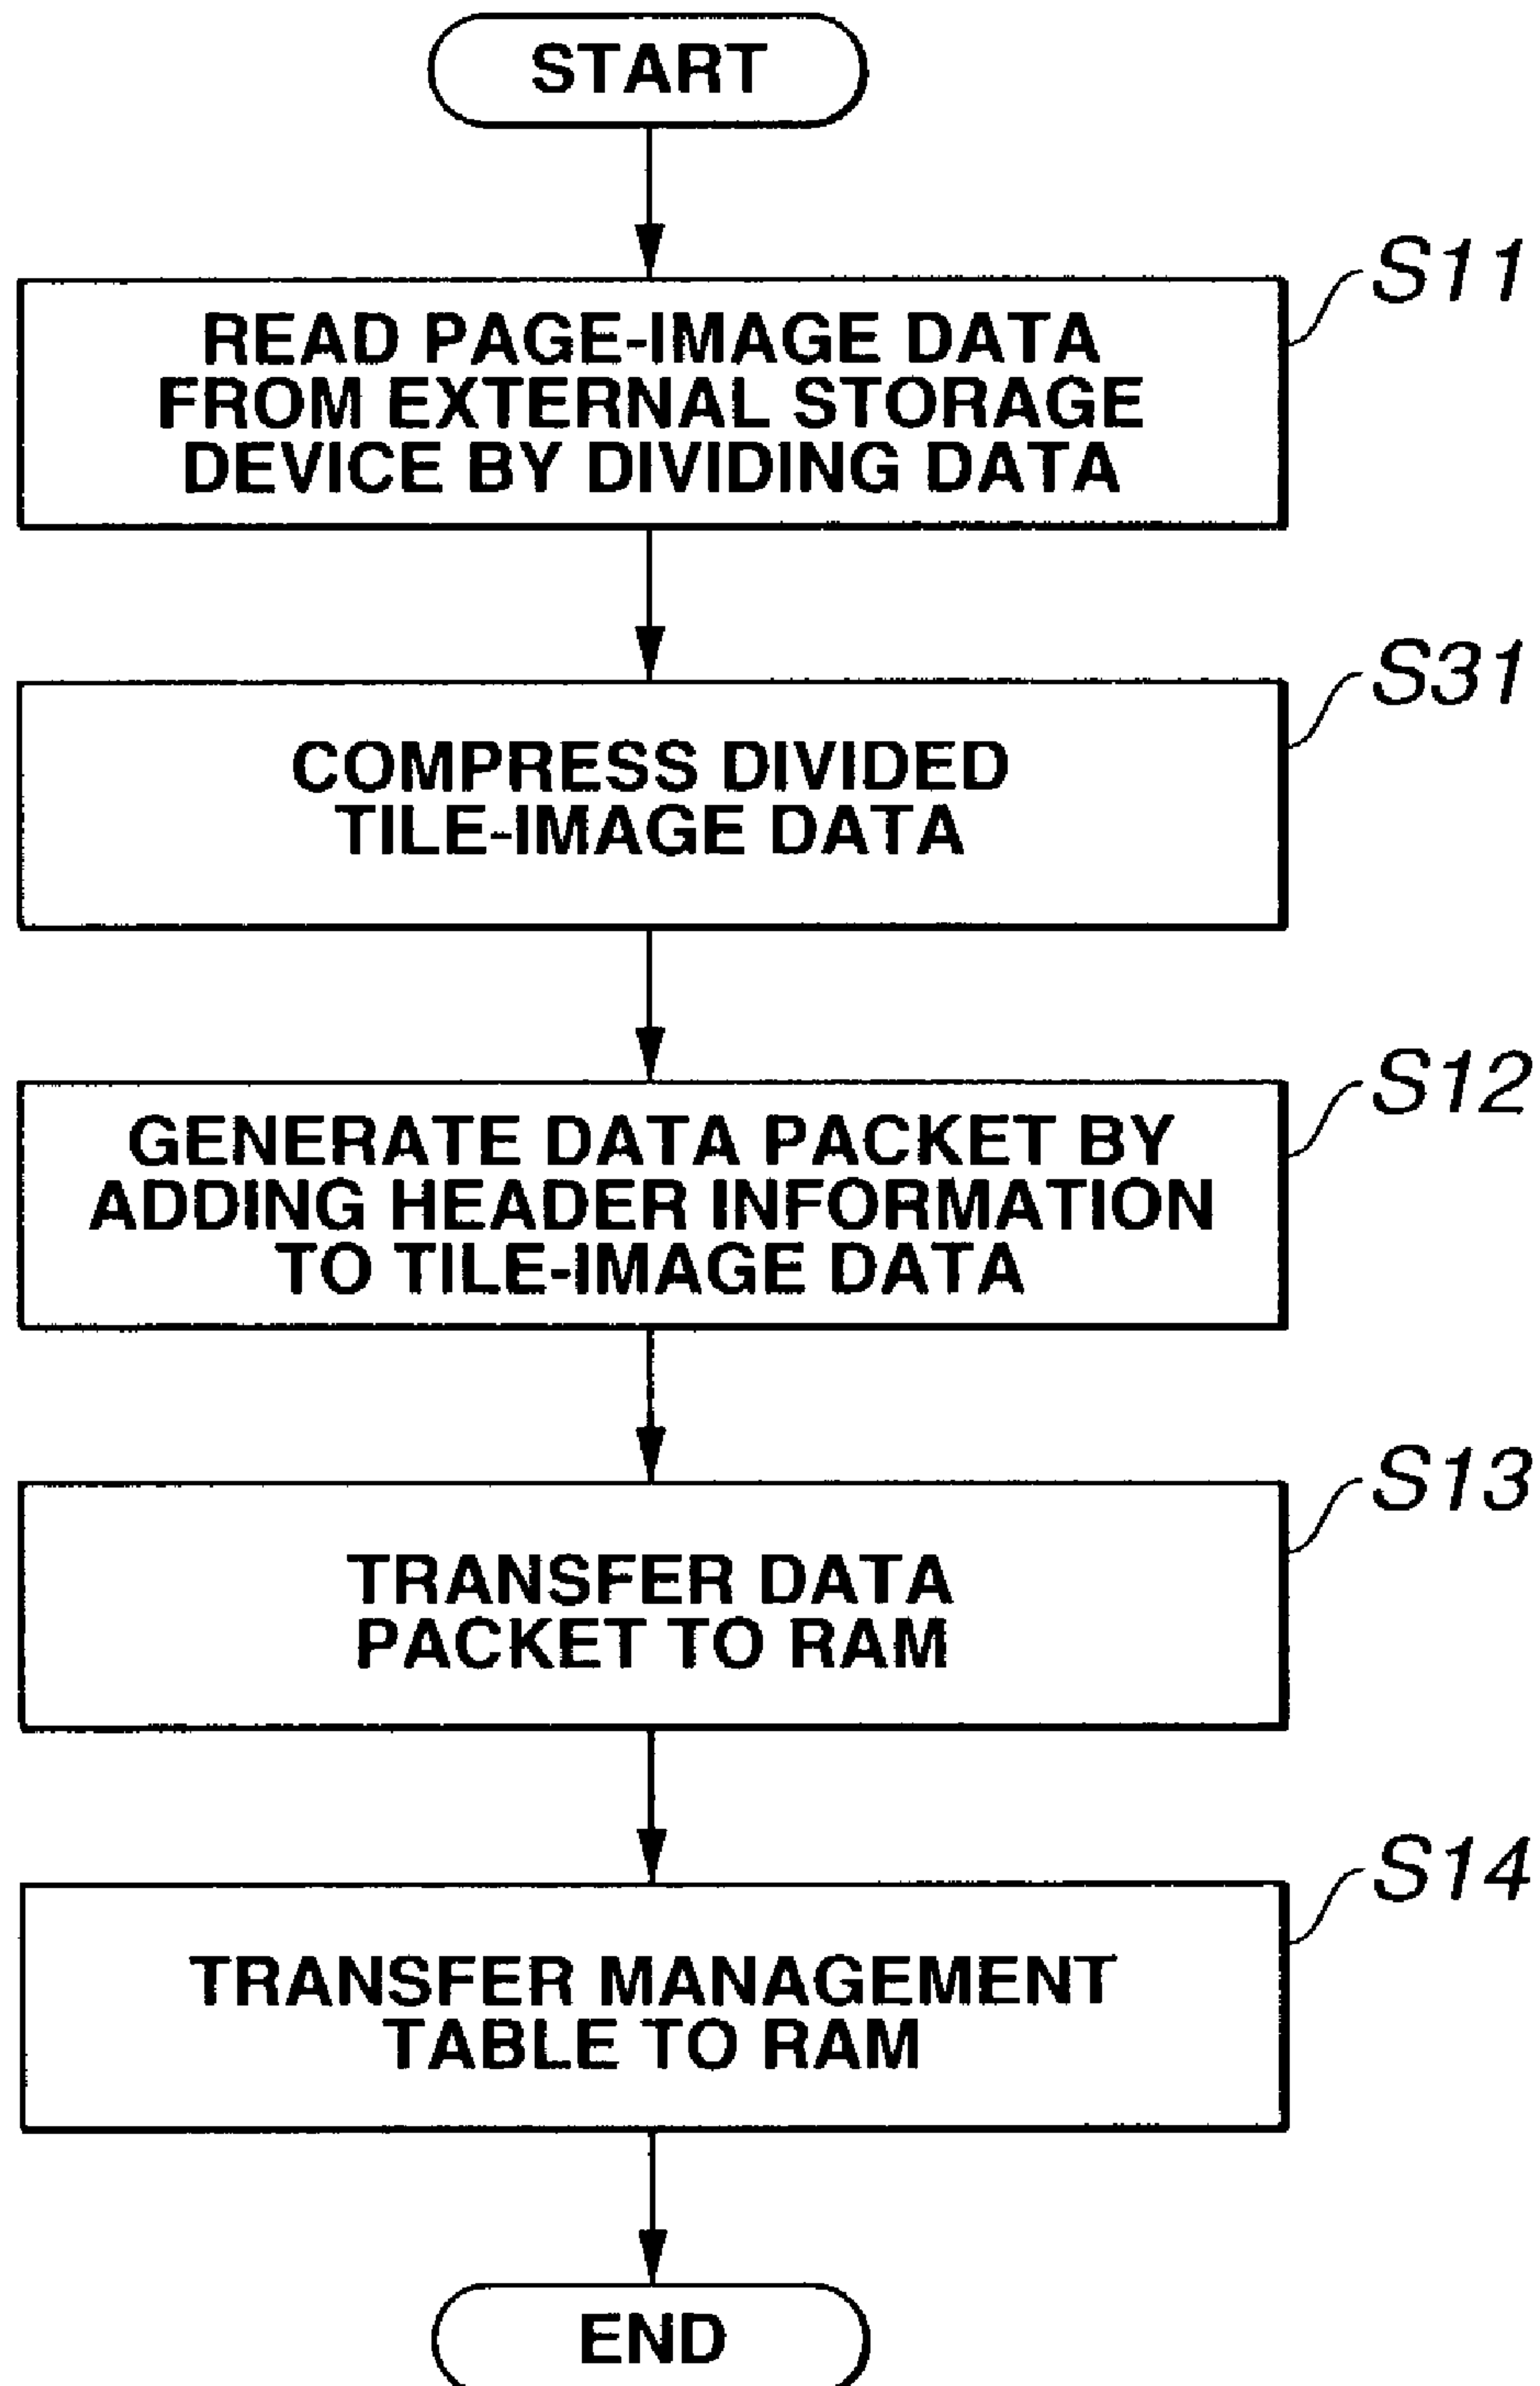 START
S11
READ PAGE-IMAGE DATA
FROM EXTERNAL STORAGE
DEVICE BY DIVIDING DATA
S31
COMPRESS DIVIDED
TILE-IMAGE DATA
S12
GENERATE DATA PACKET BY
ADDING HEADER INFORMATION
TO TILE-IMAGE DATA
S13
TRANSFER DATA
PACKET TO RAM
S14
TRANSFER MANAGEMENT
TABLE TO RAM
END